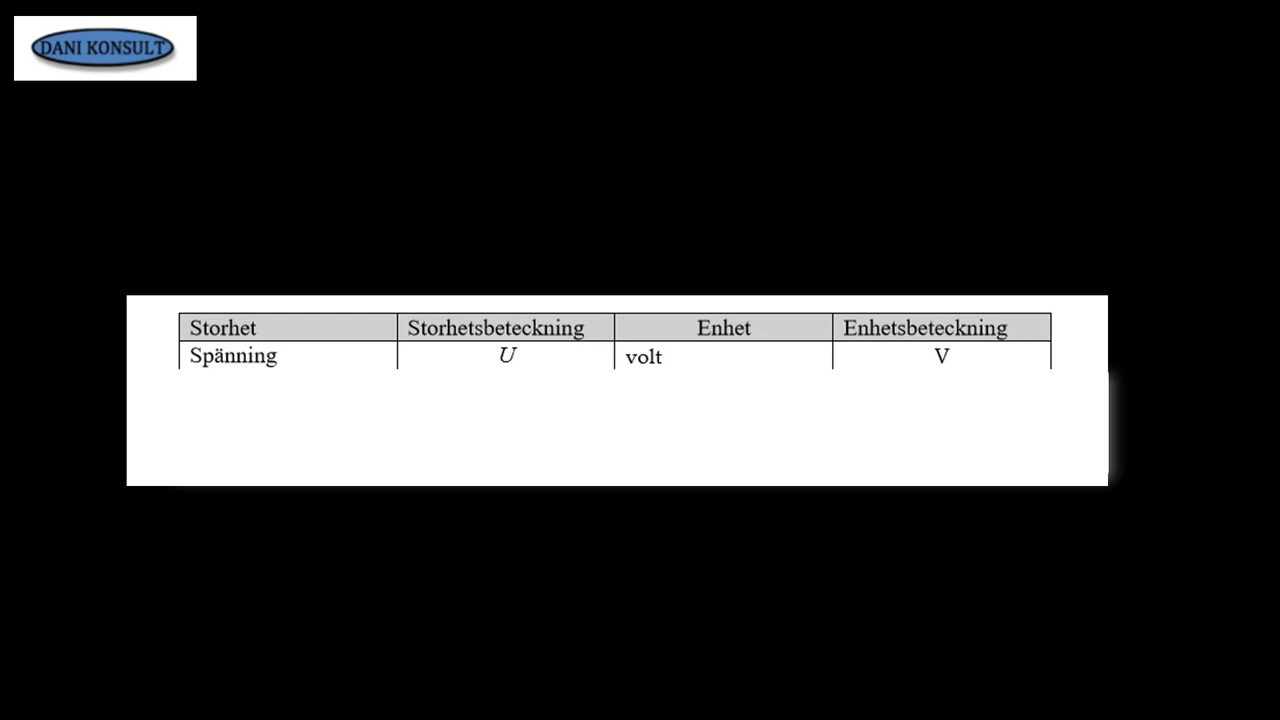 DANI KONSULT
Storhet Storhetsbeteckning Enhet Enhetsbeteckning
Spänning U volt V